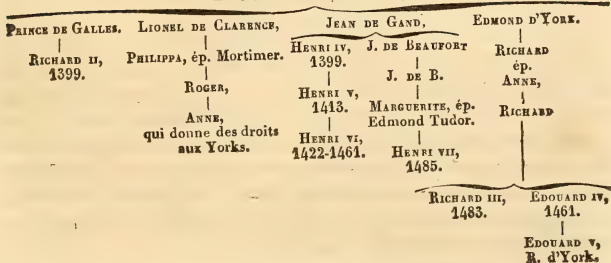 PRINCE DE GALLES.
|
RICHARD II,
1399.
LIONEL DE CLARENCE,
|
PHILIPPA, ép. Mortimer.
|
ROGER,
|
ANNE,
qui donne des droits
aux Yorks.
JEAN DE GAND,
HENRI IV,
1399.
|
HENRI V,
1413.
|
HENRI VI,
1422-1461.
J. DE BEAUFORT
|
J. DE B.
|
MARGUERITE, ép.
Edmond Tudor.
|
HENRI VII,
1485.
EDMOND D'YORK.
|
RICHARD
ép.
ANNE,
|
RICHARD
RICHARD III,
1483.
EDOUARD IV,
1461.
|
EDOUARD V,
R. d'York.